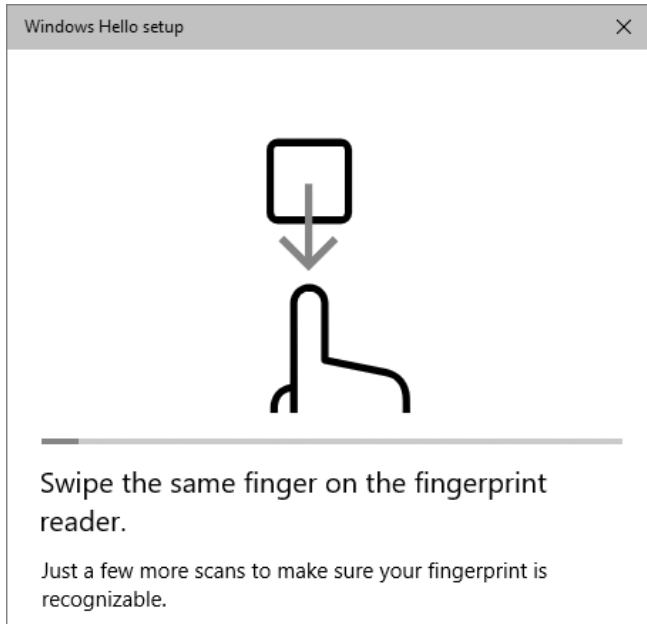 Windows Hello setup
Swipe the same finger on the fingerprint
reader.
Just a few more scans to make sure your fingerprint is
recognizable.